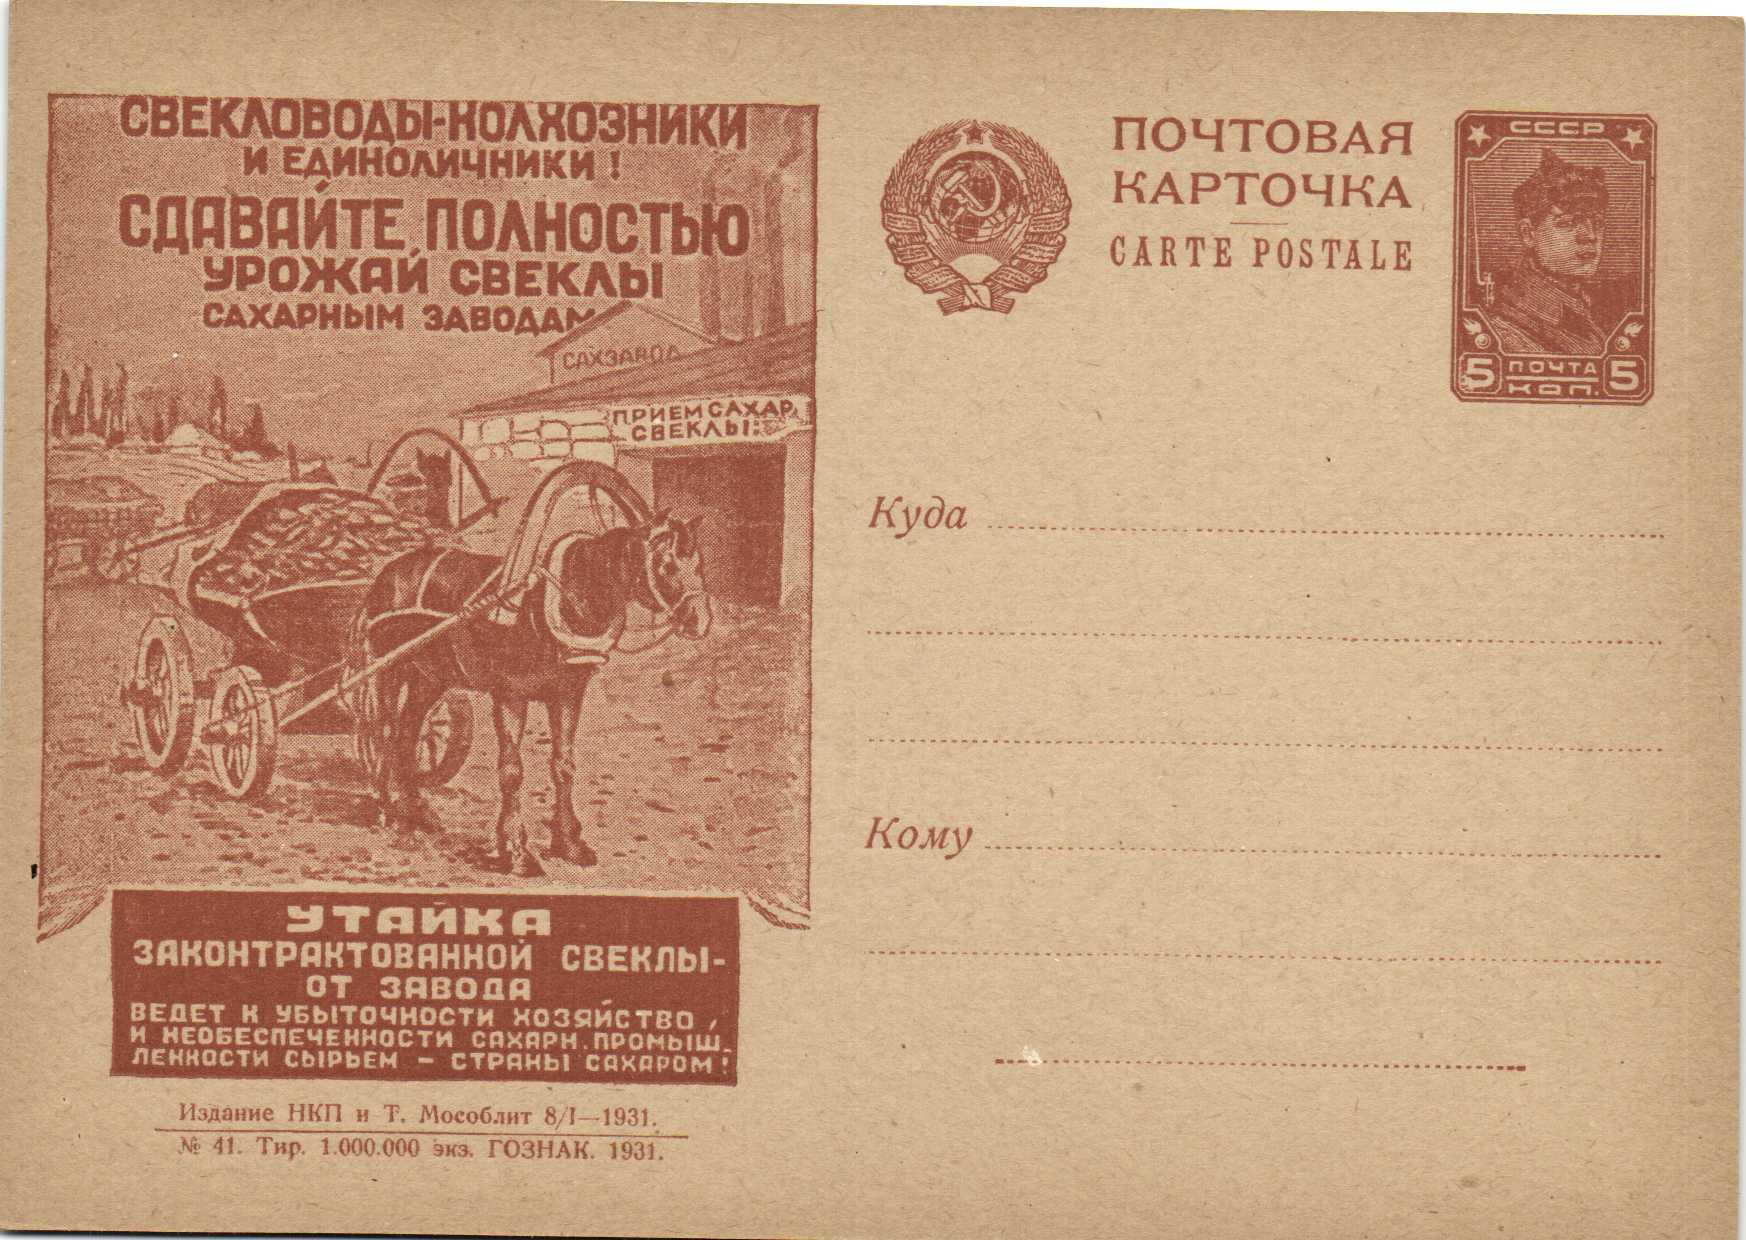 СВЕКЛОВОДЫ-КОЛХОЗНИКИ
И ЕДИНОЛИЧНИКИ!
СДАВАЙТЕ ПОЛНОСТЬЮ
УРОЖАЙ СВЕКЛЫ
САХАРНЫМ ЗАВОДАМ
САХЗАВОД
ПРИЕМ САХАР.
СВЕКЛЫ:
УТАЙКА
ЗАКОНТРАКТОВАННОЙ СВЕКЛЫ-
ОТ ЗАВОДА
ВЕДЕТ К УБЫТОЧНОСТИ ХОЗЯЙСТВО,
И НЕОБЕСПЕЧЕННОСТИ САХАРН. ПРОМЫШ.
ЛЕННОСТИ СЫРЬЕМ – СТРАНЫ САХАРОМ!
Издание НКП и Т. Мособлит 8/I—1931.
№ 41. Тир. 1.000.000 экз. ГОЗНАК. 1931.
ПОЧТОВАЯ
КАРТОЧКА
CARTE POSTALE
СССР
5 ПОЧТА 5
КОП.
Куда
Кому